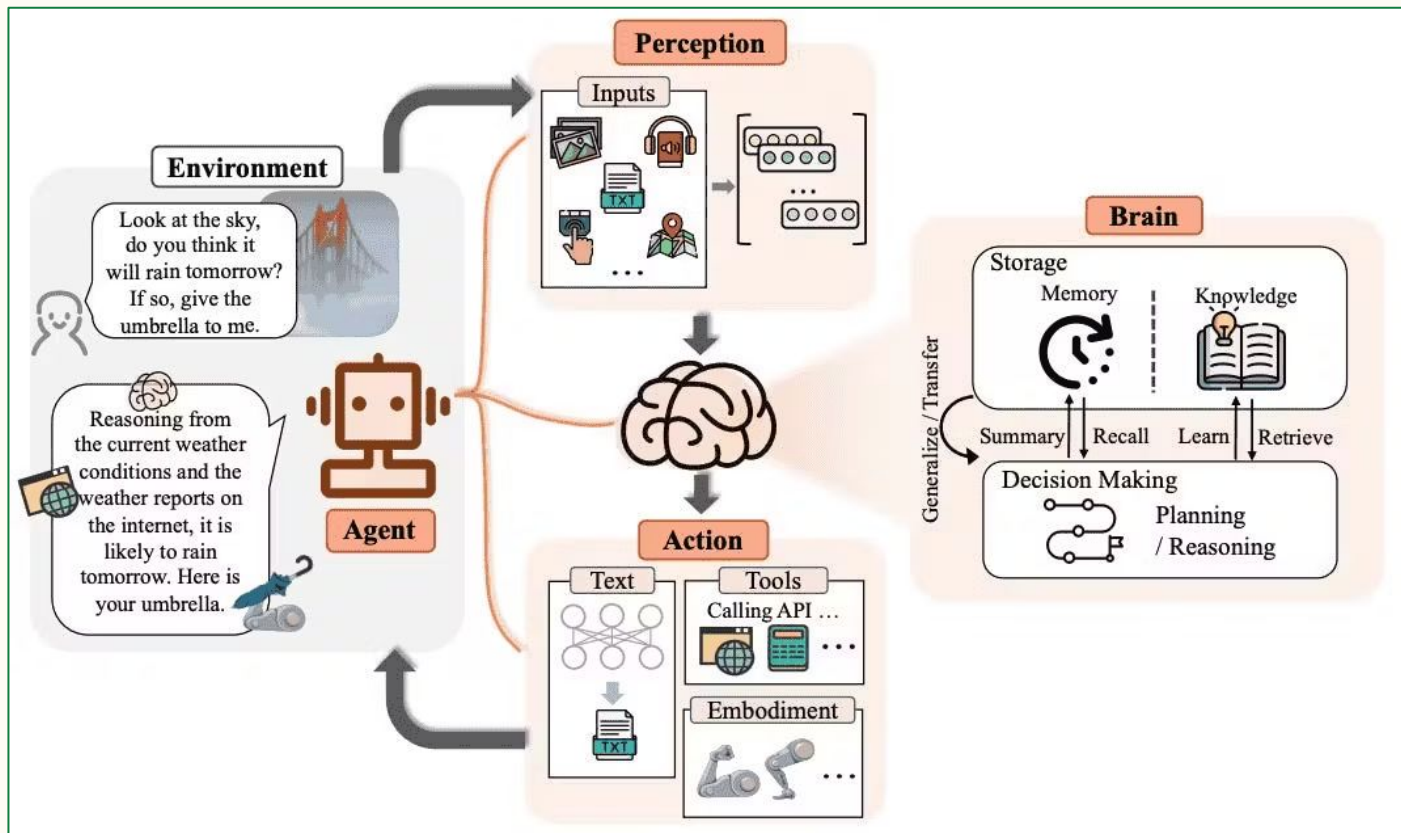 Perception
Inputs
TXT
...
...
Environment
Look at the sky,
do you think it
will rain tomorrow?
If so, give the
umbrella to me.
Reasoning from
the current weather
conditions and the
weather reports on
the internet, it is
likely to rain
tomorrow. Here is
your umbrella.
Agent
Brain
Storage
Memory
Knowledge
Generalize / Transfer
Summary
Recall
Learn
Retrieve
Decision Making
Planning
/ Reasoning
Action
Text
TXT
Tools
Calling API ...
...
Embodiment
...